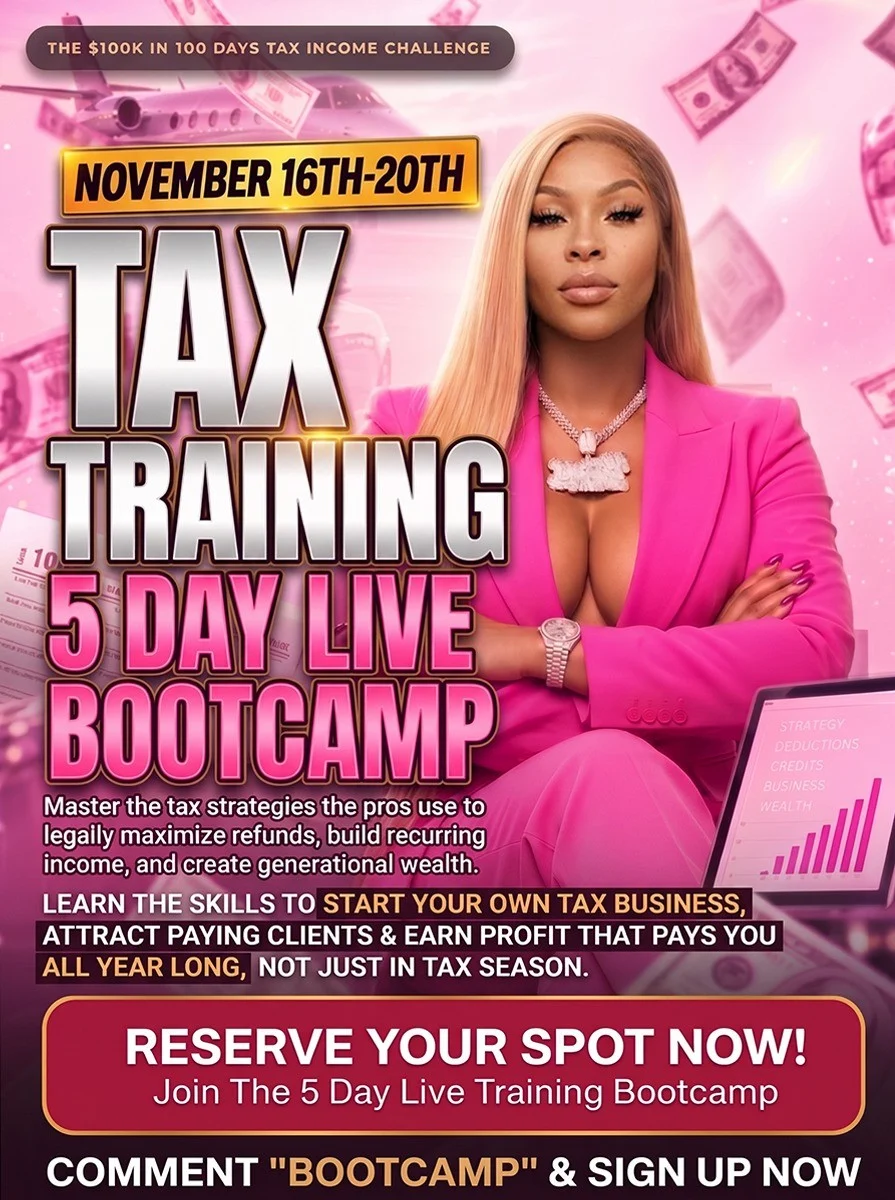 THE $100K IN 100 DAYS TAX INCOME CHALLENGE
NOVEMBER 16TH-20TH
TAX
TRAINING
5 DAY LIVE
BOOTCAMP
Master the tax strategies the pros use to
legally maximize refunds, build recurring
income, and create generational wealth.
LEARN THE SKILLS TO START YOUR OWN TAX BUSINESS,
ATTRACT PAYING CLIENTS & EARN PROFIT THAT PAYS YOU
ALL YEAR LONG, NOT JUST IN TAX SEASON.
STRATEGY
DEDUCTIONS
CREDITS
BUSINESS
WEALTH
RESERVE YOUR SPOT NOW!
Join The 5 Day Live Training Bootcamp
COMMENT "BOOTCAMP" & SIGN UP NOW